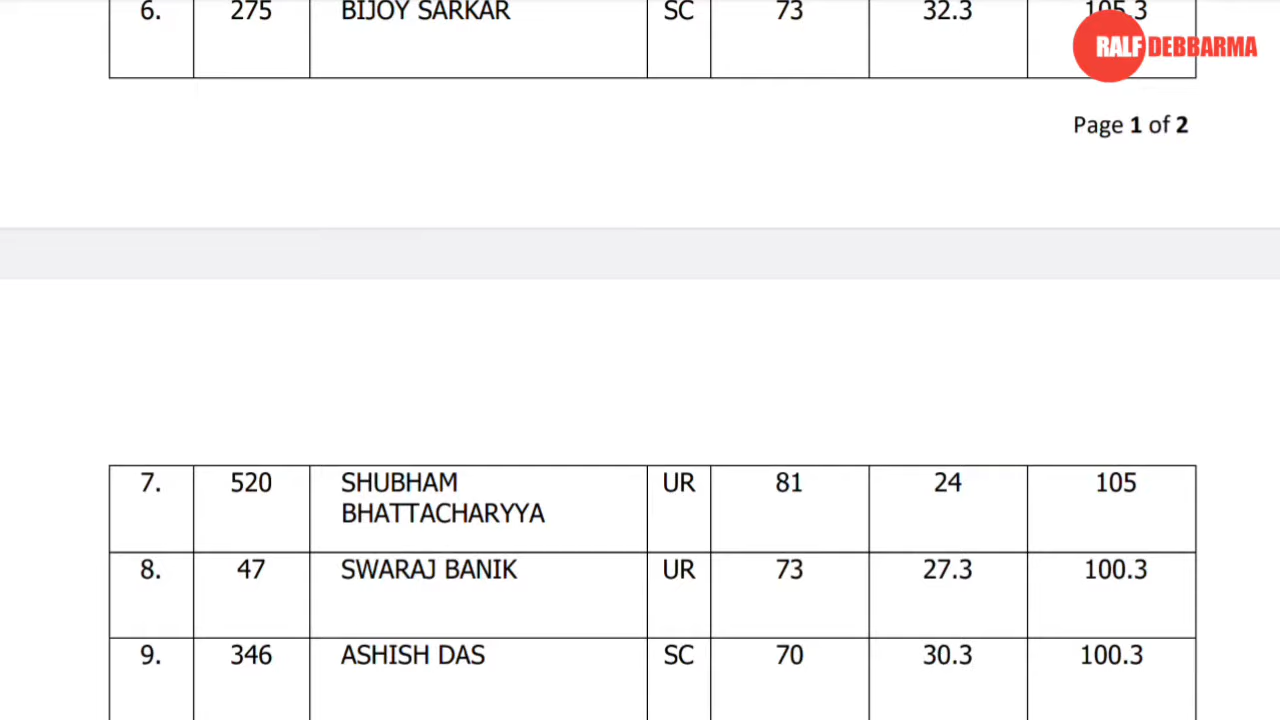 6. 275 BIJOY SARKAR SC 73 32.3 105.3
RALF DEBBARMA
Page 1 of 2
7. 520 SHUBHAM UR 81 24 105
BHATTACHARYYA
8. 47 SWARAJ BANIK UR 73 27.3 100.3
9. 346 ASHISH DAS SC 70 30.3 100.3